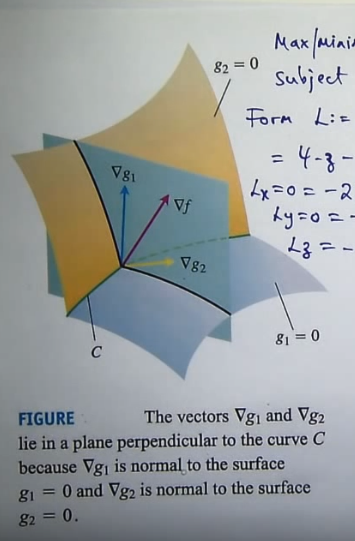 Max/mini
g₂ = 0
Subject
Form L:=
= 4-z-
Lx=0=-2
Ly=0=-
Lz=-
∇g₁
∇f
∇g₂
g₁ = 0
C
FIGURE The vectors ∇g₁ and ∇g₂
lie in a plane perpendicular to the curve C
because ∇g₁ is normal to the surface
g₁ = 0 and ∇g₂ is normal to the surface
g₂ = 0.